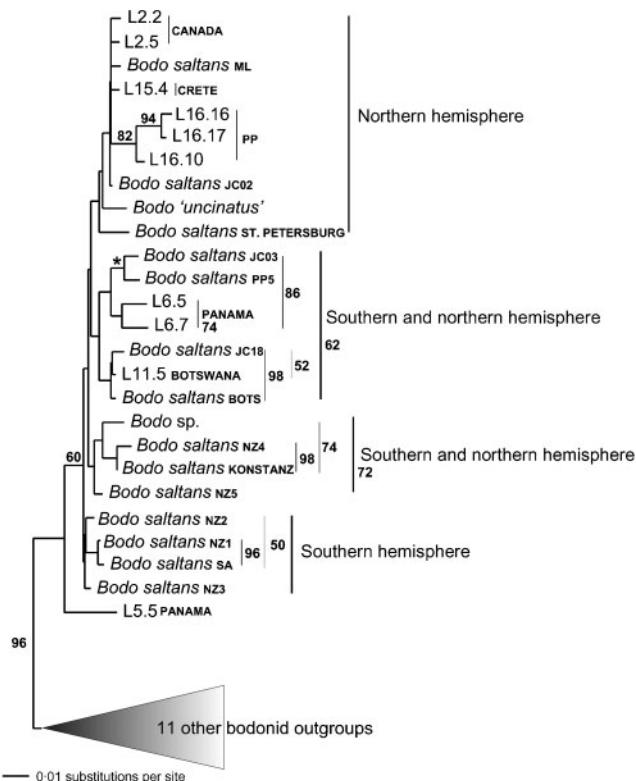 L2.2
CANADA
L2.5
Bodo saltans ML
L15.4 CRETE
94 L16.16
Northern hemisphere
82 L16.17 PP
L16.10
Bodo saltans JC02
Bodo 'uncinatus'
Bodo saltans ST. PETERSBURG
* Bodo saltans JC03
Bodo saltans PP5
86
L6.5
PANAMA
Southern and northern hemisphere
L6.7 74
62
Bodo saltans JC18
52
L11.5 BOTSWANA 98
Bodo saltans BOTS
Bodo sp.
Bodo saltans NZ4
74
60 98
Southern and northern hemisphere
Bodo saltans KONSTANZ
72
Bodo saltans NZ5
Bodo saltans NZ2
Bodo saltans NZ1
96 50
Southern hemisphere
Bodo saltans SA
Bodo saltans NZ3
L5.5 PANAMA
96
11 other bodonid outgroups
0·01 substitutions per site